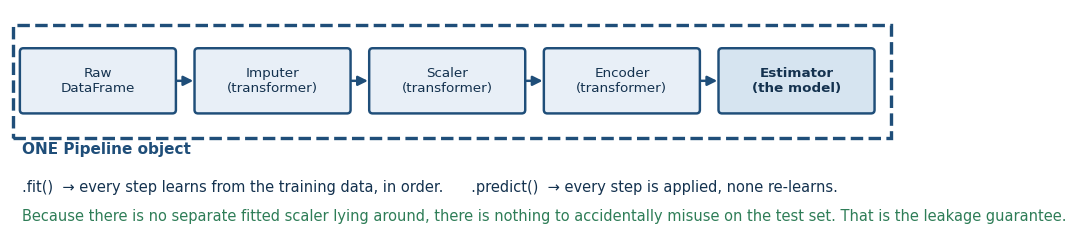 Raw
DataFrame
Imputer
(transformer)
Scaler
(transformer)
Encoder
(transformer)
Estimator
(the model)
ONE Pipeline object
.fit() → every step learns from the training data, in order. .predict() → every step is applied, none re-learns.
Because there is no separate fitted scaler lying around, there is nothing to accidentally misuse on the test set. That is the leakage guarantee.